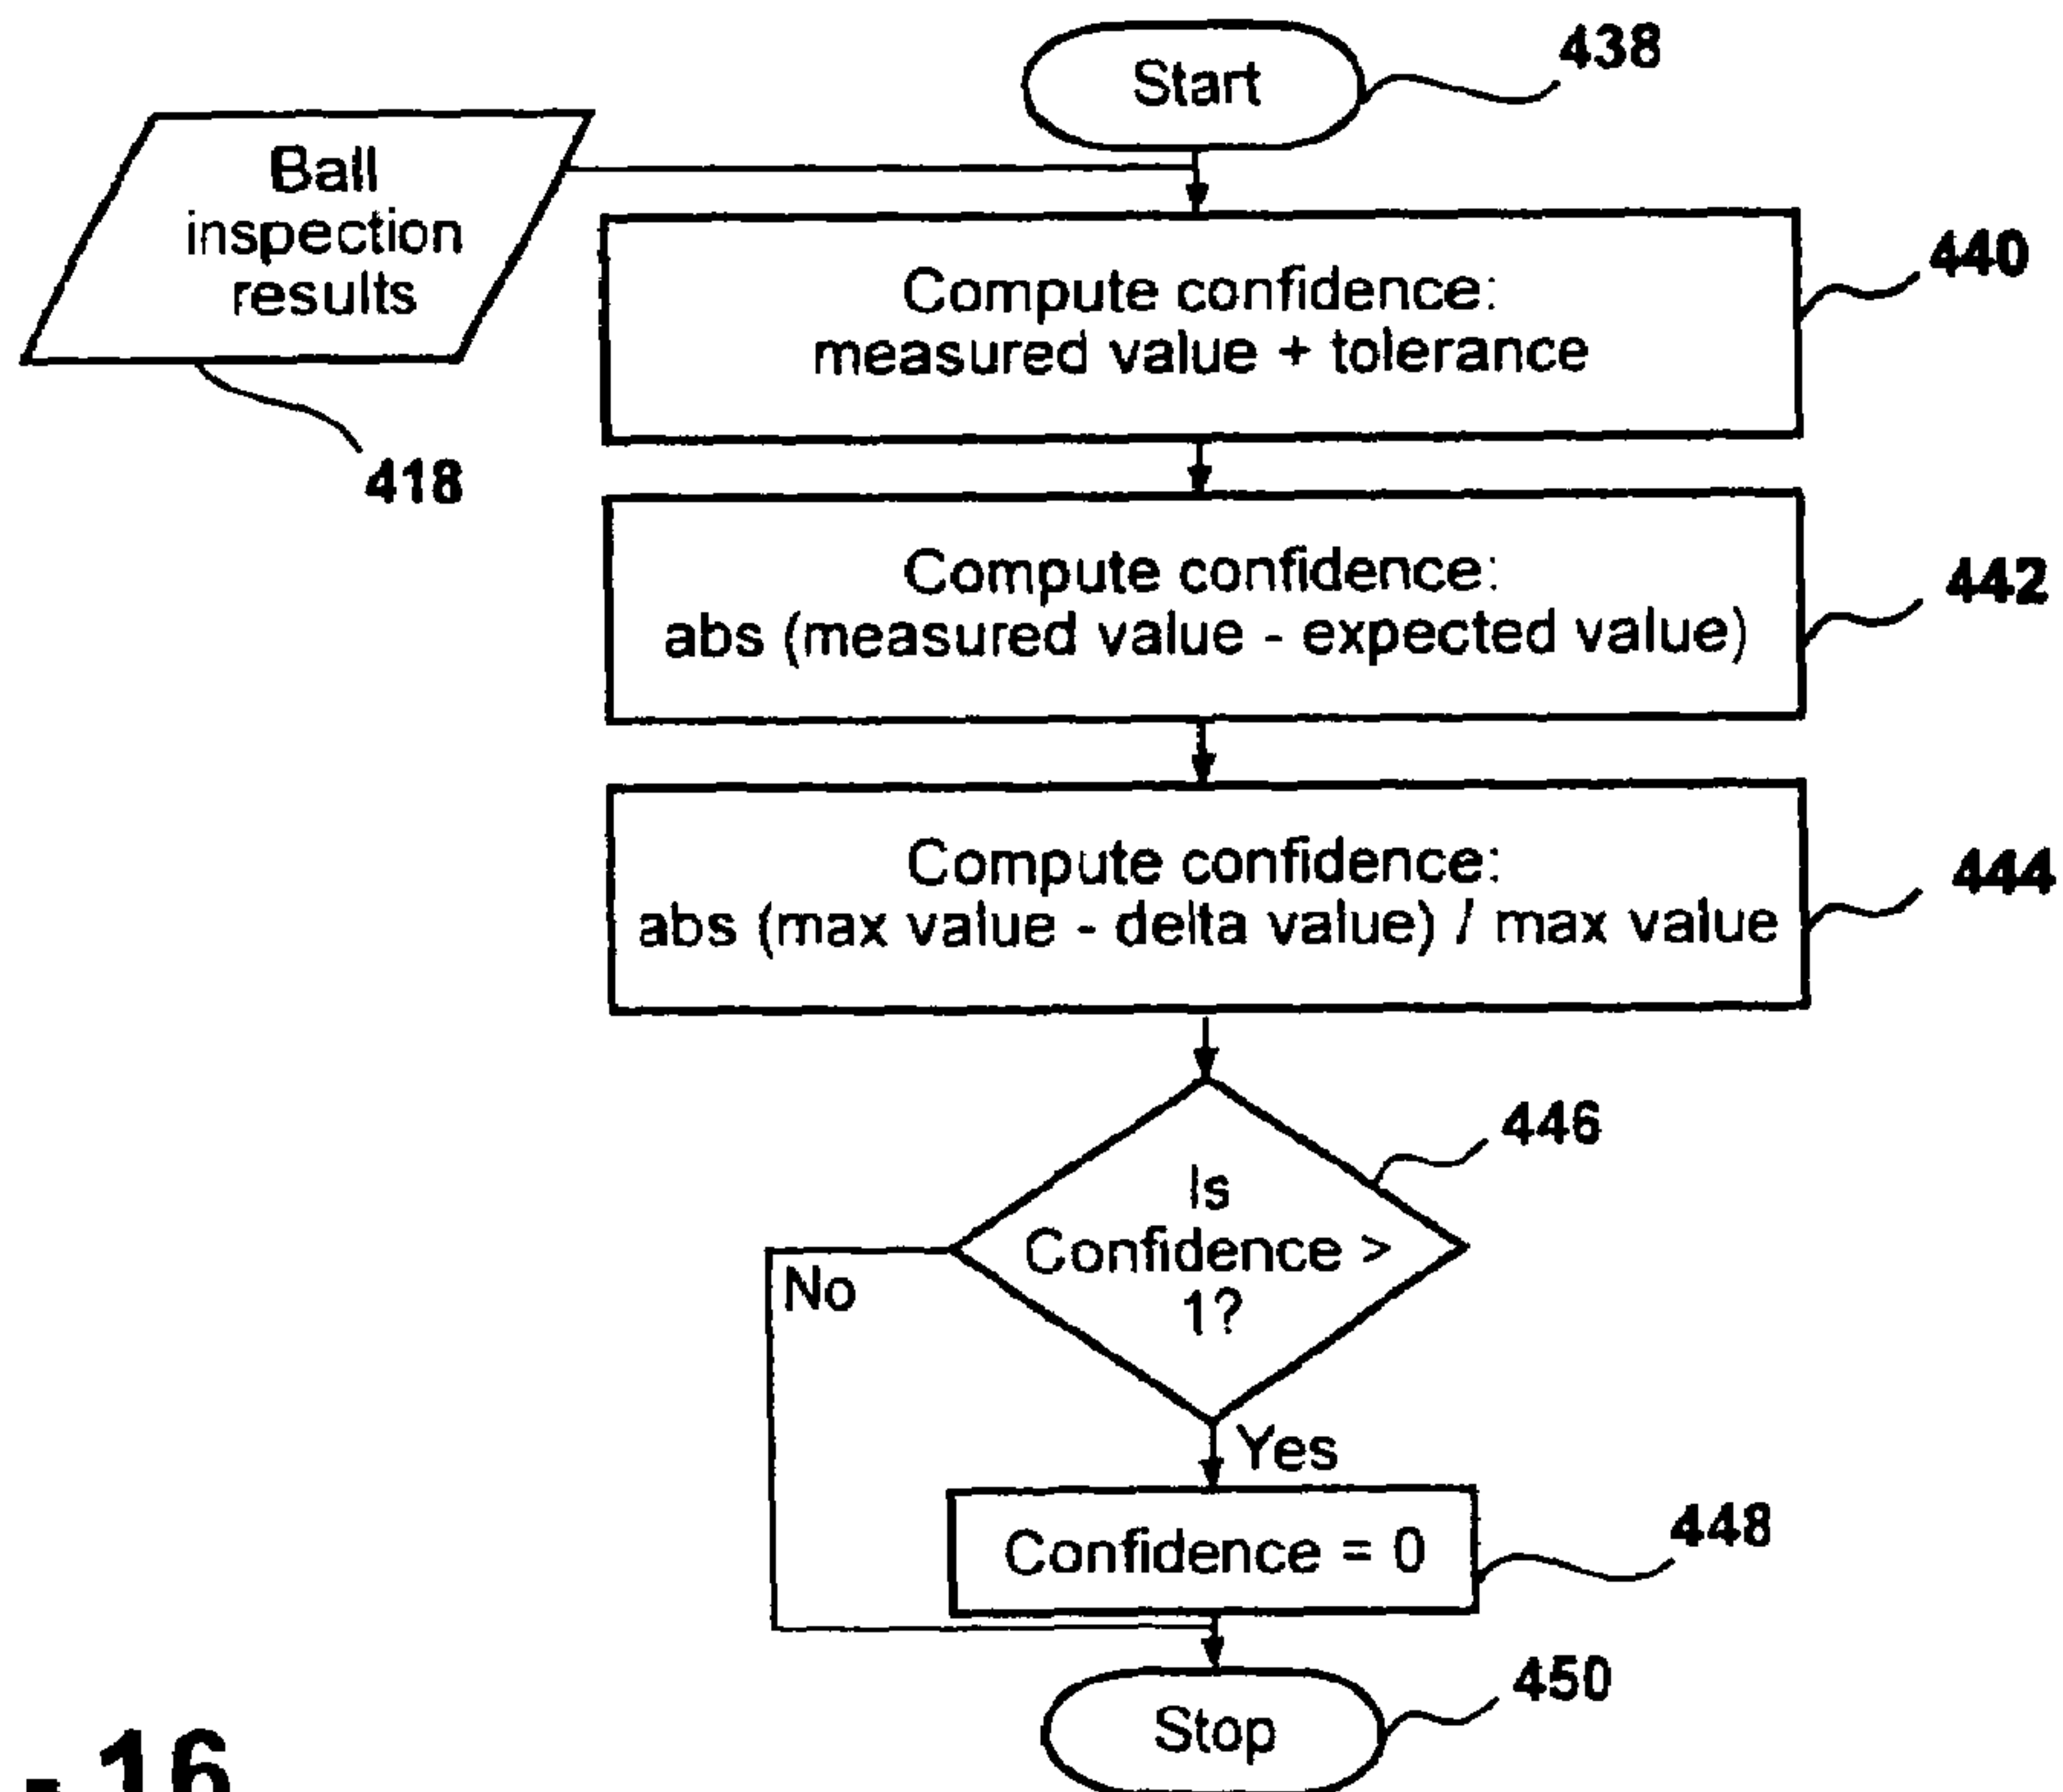 Start
438
Ball
inspection
results
418
Compute confidence:
measured value + tolerance
440
Compute confidence:
abs (measured value - expected value)
442
Compute confidence:
abs (max value - delta value) / max value
444
Is
Confidence >
1?
446
No
Yes
Confidence = 0
448
Stop
450
- 16